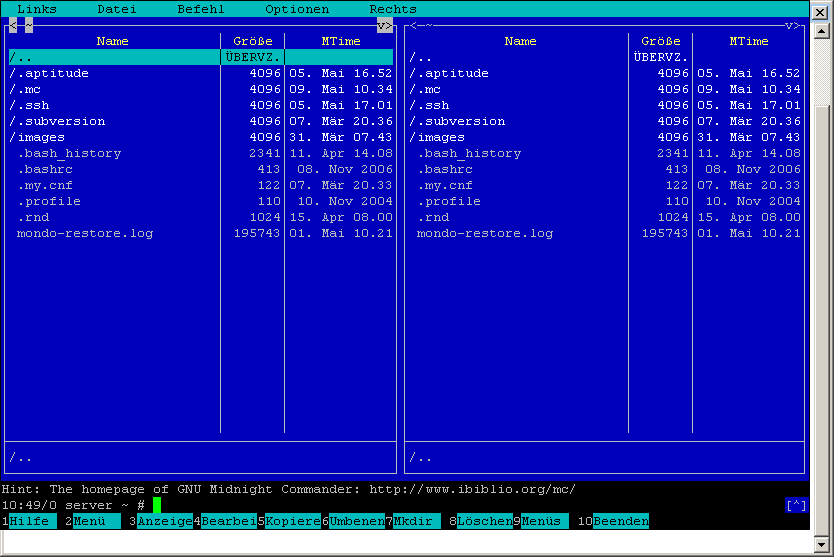 Links Datei Befehl Optionen Rechts
<~ v> <~ v>
Name Größe MTime Name Größe MTime
/.. ÜBERVZ. /.. ÜBERVZ.
/.aptitude 4096 05. Mai 16.52 /.aptitude 4096 05. Mai 16.52
/.mc 4096 09. Mai 10.34 /.mc 4096 09. Mai 10.34
/.ssh 4096 05. Mai 17.01 /.ssh 4096 05. Mai 17.01
/.subversion 4096 07. Mär 20.36 /.subversion 4096 07. Mär 20.36
/images 4096 31. Mär 07.43 /images 4096 31. Mär 07.43
.bash_history 2341 11. Apr 14.08 .bash_history 2341 11. Apr 14.08
.bashrc 413 08. Nov 2006 .bashrc 413 08. Nov 2006
.my.cnf 122 07. Mär 20.33 .my.cnf 122 07. Mär 20.33
.profile 110 10. Nov 2004 .profile 110 10. Nov 2004
.rnd 1024 15. Apr 08.00 .rnd 1024 15. Apr 08.00
mondo-restore.log 195743 01. Mai 10.21 mondo-restore.log 195743 01. Mai 10.21
/.. /..
Hint: The homepage of GNU Midnight Commander: http://www.ibiblio.org/mc/
10:49/0 server ~ # [^]
1Hilfe 2Menü 3Anzeige 4Bearbei 5Kopiere 6Umbenen 7Mkdir 8Löschen 9Menüs 10Beenden